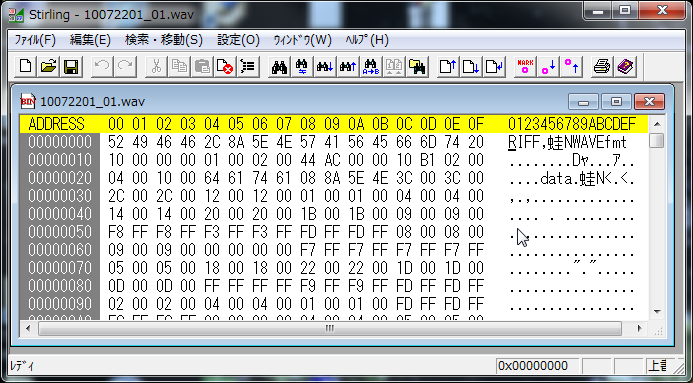 Stirling - 10072201_01.wav
ﾌｧｲﾙ(F) 編集(E) 検索・移動(S) 設定(O) ｳｨﾝﾄﾞｳ(W) ﾍﾙﾌﾟ(H)
10072201_01.wav
ADDRESS 00 01 02 03 04 05 06 07 08 09 0A 0B 0C 0D 0E 0F 0123456789ABCDEF
00000000 52 49 46 46 2C 8A 5E 4E 57 41 56 45 66 6D 74 20 RIFF,蛙NWAVEfmt
00000010 10 00 00 00 01 00 02 00 44 AC 00 00 10 B1 02 00 ........Dｬ...ｱ..
00000020 04 00 10 00 64 61 74 61 08 8A 5E 4E 3C 00 3C 00 ....data.蛙N<.<.
00000030 2C 00 2C 00 12 00 12 00 01 00 01 00 04 00 04 00 ,.,.............
00000040 14 00 14 00 20 00 20 00 1B 00 1B 00 09 00 09 00 .... . .........
00000050 F8 FF F8 FF F3 FF F3 FF FD FF FD FF 08 00 08 00 ................
00000060 09 00 09 00 00 00 00 00 F7 FF F7 FF F7 FF F7 FF ................
00000070 05 00 05 00 18 00 18 00 22 00 22 00 1D 00 1D 00 ........".".....
00000080 0D 00 0D 00 FF FF FF FF F9 FF F9 FF FD FF FD FF ................
00000090 02 00 02 00 04 00 04 00 01 00 01 00 FD FF FD FF ................
ﾚﾃﾞｨ 0x00000000 上書